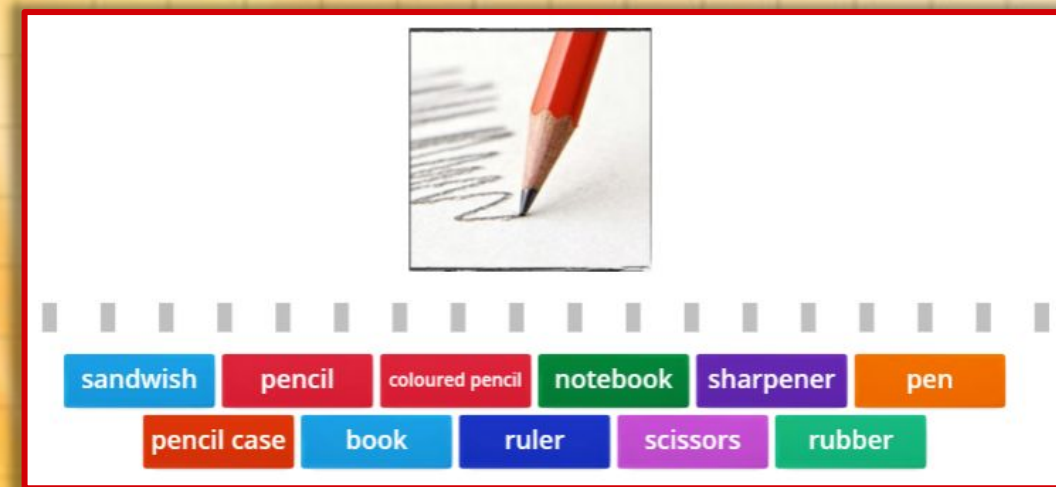 sandwish pencil coloured pencil notebook sharpener pen
pencil case book ruler scissors rubber